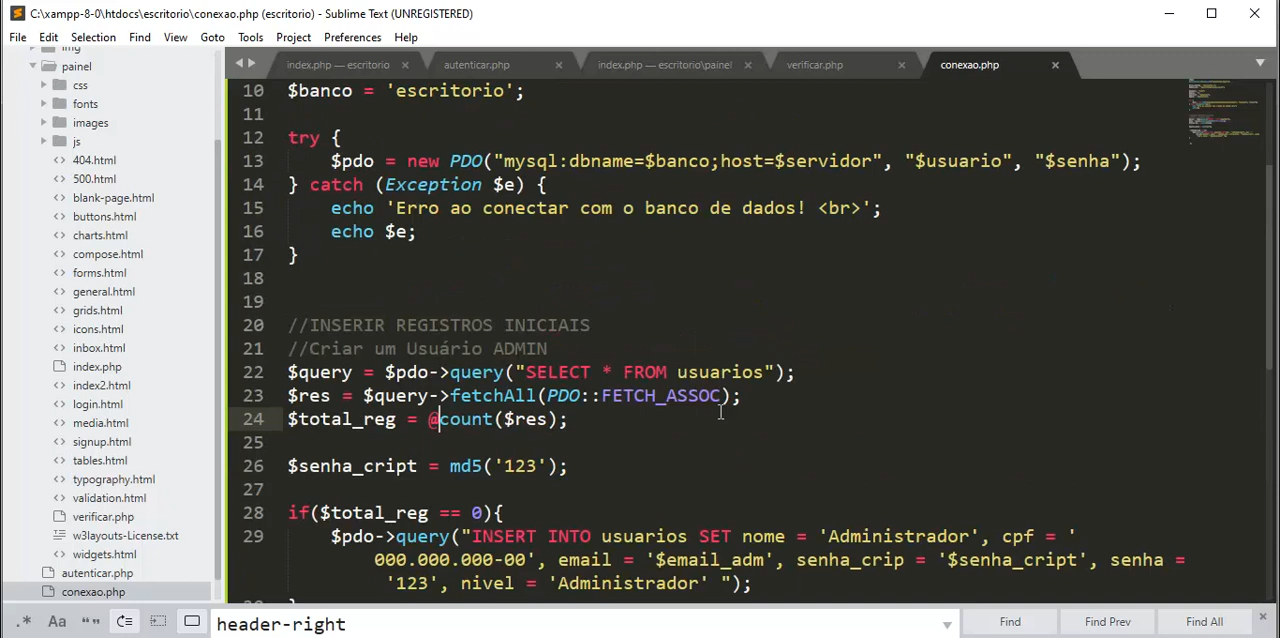 C:\xampp-8-0\htdocs\escritorio\conexao.php (escritorio) - Sublime Text (UNREGISTERED)
File Edit Selection Find View Goto Tools Project Preferences Help
img
painel
css
fonts
images
js
404.html
500.html
blank-page.html
buttons.html
charts.html
compose.html
forms.html
general.html
grids.html
icons.html
inbox.html
index.php
index2.html
login.html
media.html
signup.html
tables.html
typography.html
validation.html
verificar.php
w3layouts-License.txt
widgets.html
autenticar.php
conexao.php
index.php — escritorio × autenticar.php × index.php — escritorio\painel × verificar.php × conexao.php ×
10 $banco = 'escritorio';
11
12 try {
13 $pdo = new PDO("mysql:dbname=$banco;host=$servidor", "$usuario", "$senha");
14 } catch (Exception $e) {
15 echo 'Erro ao conectar com o banco de dados! <br>';
16 echo $e;
17 }
18
19
20 //INSERIR REGISTROS INICIAIS
21 //Criar um Usuário ADMIN
22 $query = $pdo->query("SELECT * FROM usuarios");
23 $res = $query->fetchAll(PDO::FETCH_ASSOC);
24 $total_reg = @count($res);
25
26 $senha_cript = md5('123');
27
28 if($total_reg == 0){
29 $pdo->query("INSERT INTO usuarios SET nome = 'Administrador', cpf = '
000.000.000-00', email = '$email_adm', senha_crip = '$senha_cript', senha =
'123', nivel = 'Administrador' ");
}
.* Aa “” header-right Find Find Prev Find All ×